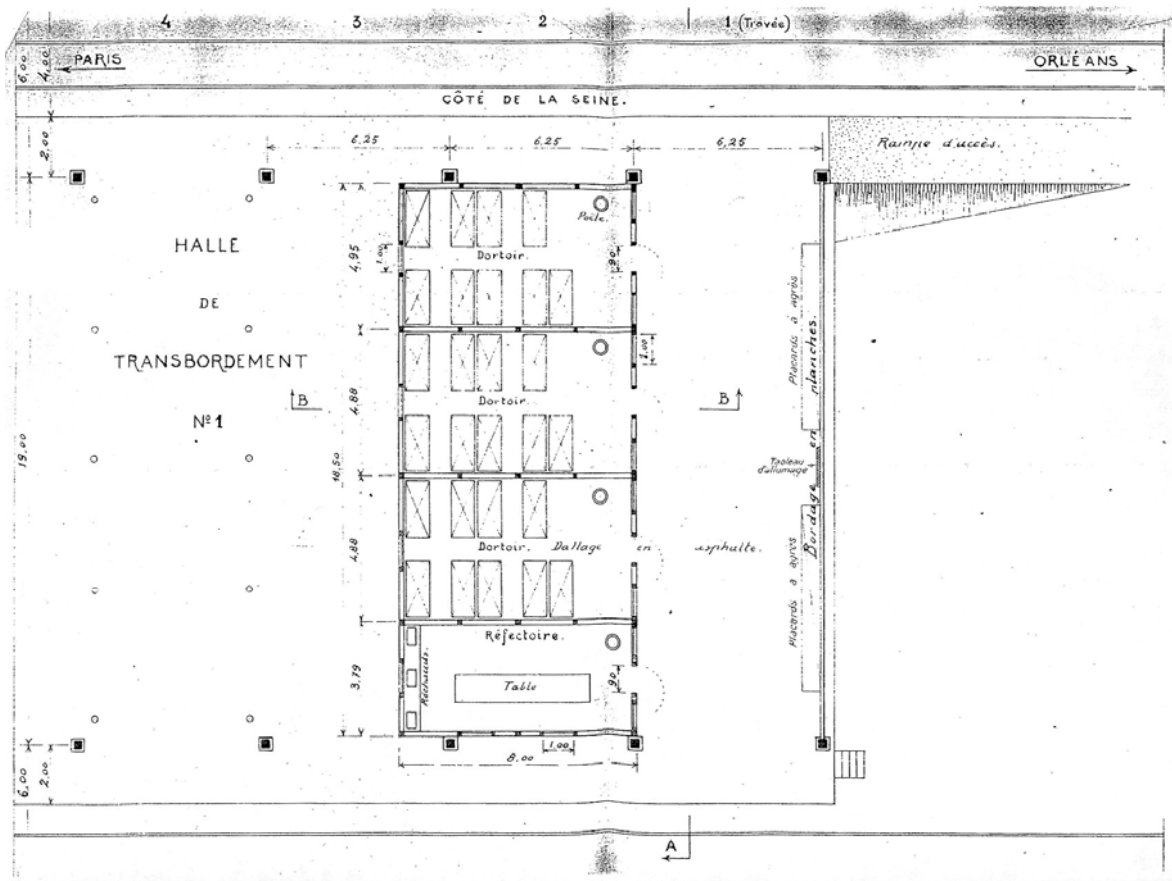 4
3
2
1 (Travée)
PARIS
ORLÉANS
6,00
4,00
CÔTÉ DE LA SEINE.
2,00
6,25
6,25
6,25
Rampe d'accès.
HALLE
DE
TRANSBORDEMENT
Nº 1
19,00
18,50
4,95
1.00
Dortoir.
Poêle.
90
4,88
Dortoir.
1.00
B
B
4,88
Dortoir.
Dallage en asphalte.
3,79
Réfectoire.
Réchauds.
Table
90
1.00
8.00
Placards à agrès
Bordage en planches.
Tableau d'allumage
Placards à agrès
6,00
2,00
A